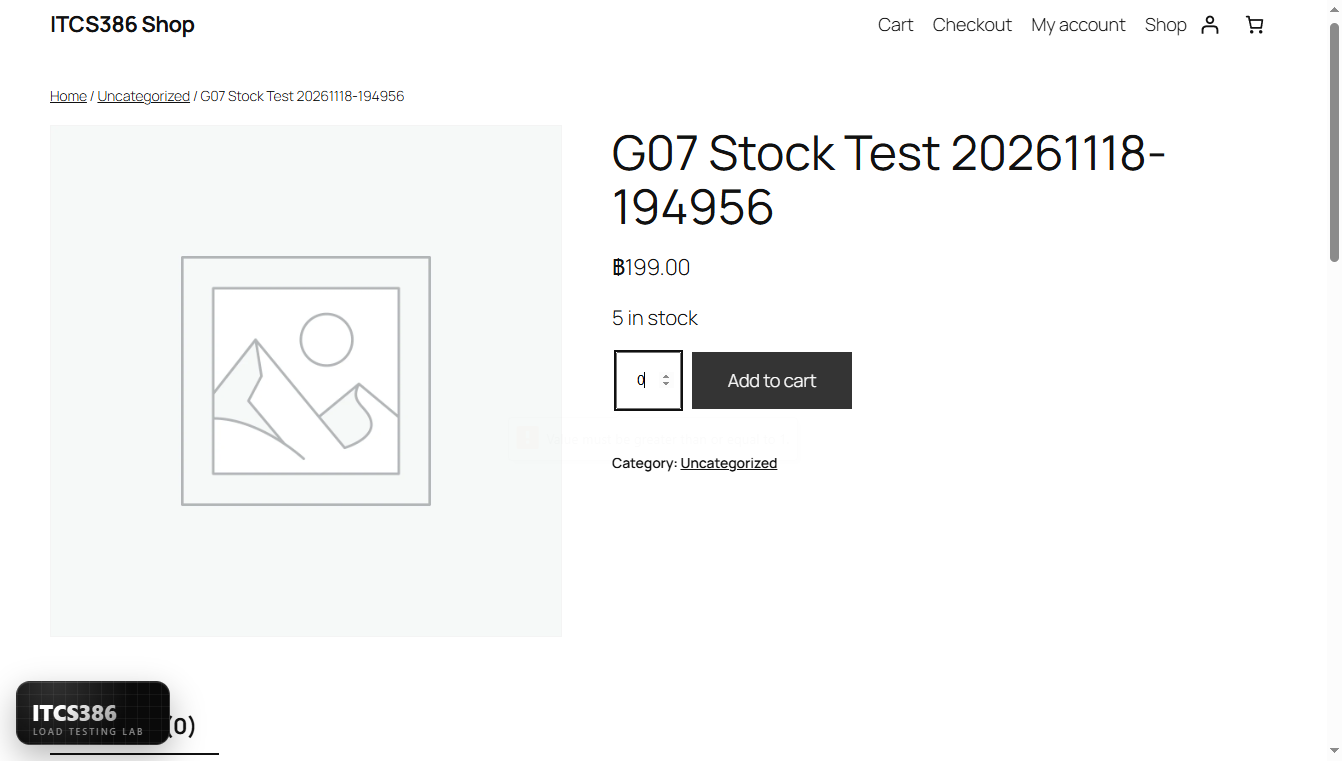 ITCS386 Shop
Cart Checkout My account Shop
Home / Uncategorized / G07 Stock Test 20261118-194956
G07 Stock Test 20261118-
194956
฿199.00
5 in stock
0
Add to cart
Category: Uncategorized
ITCS386
LOAD TESTING LAB
(0)